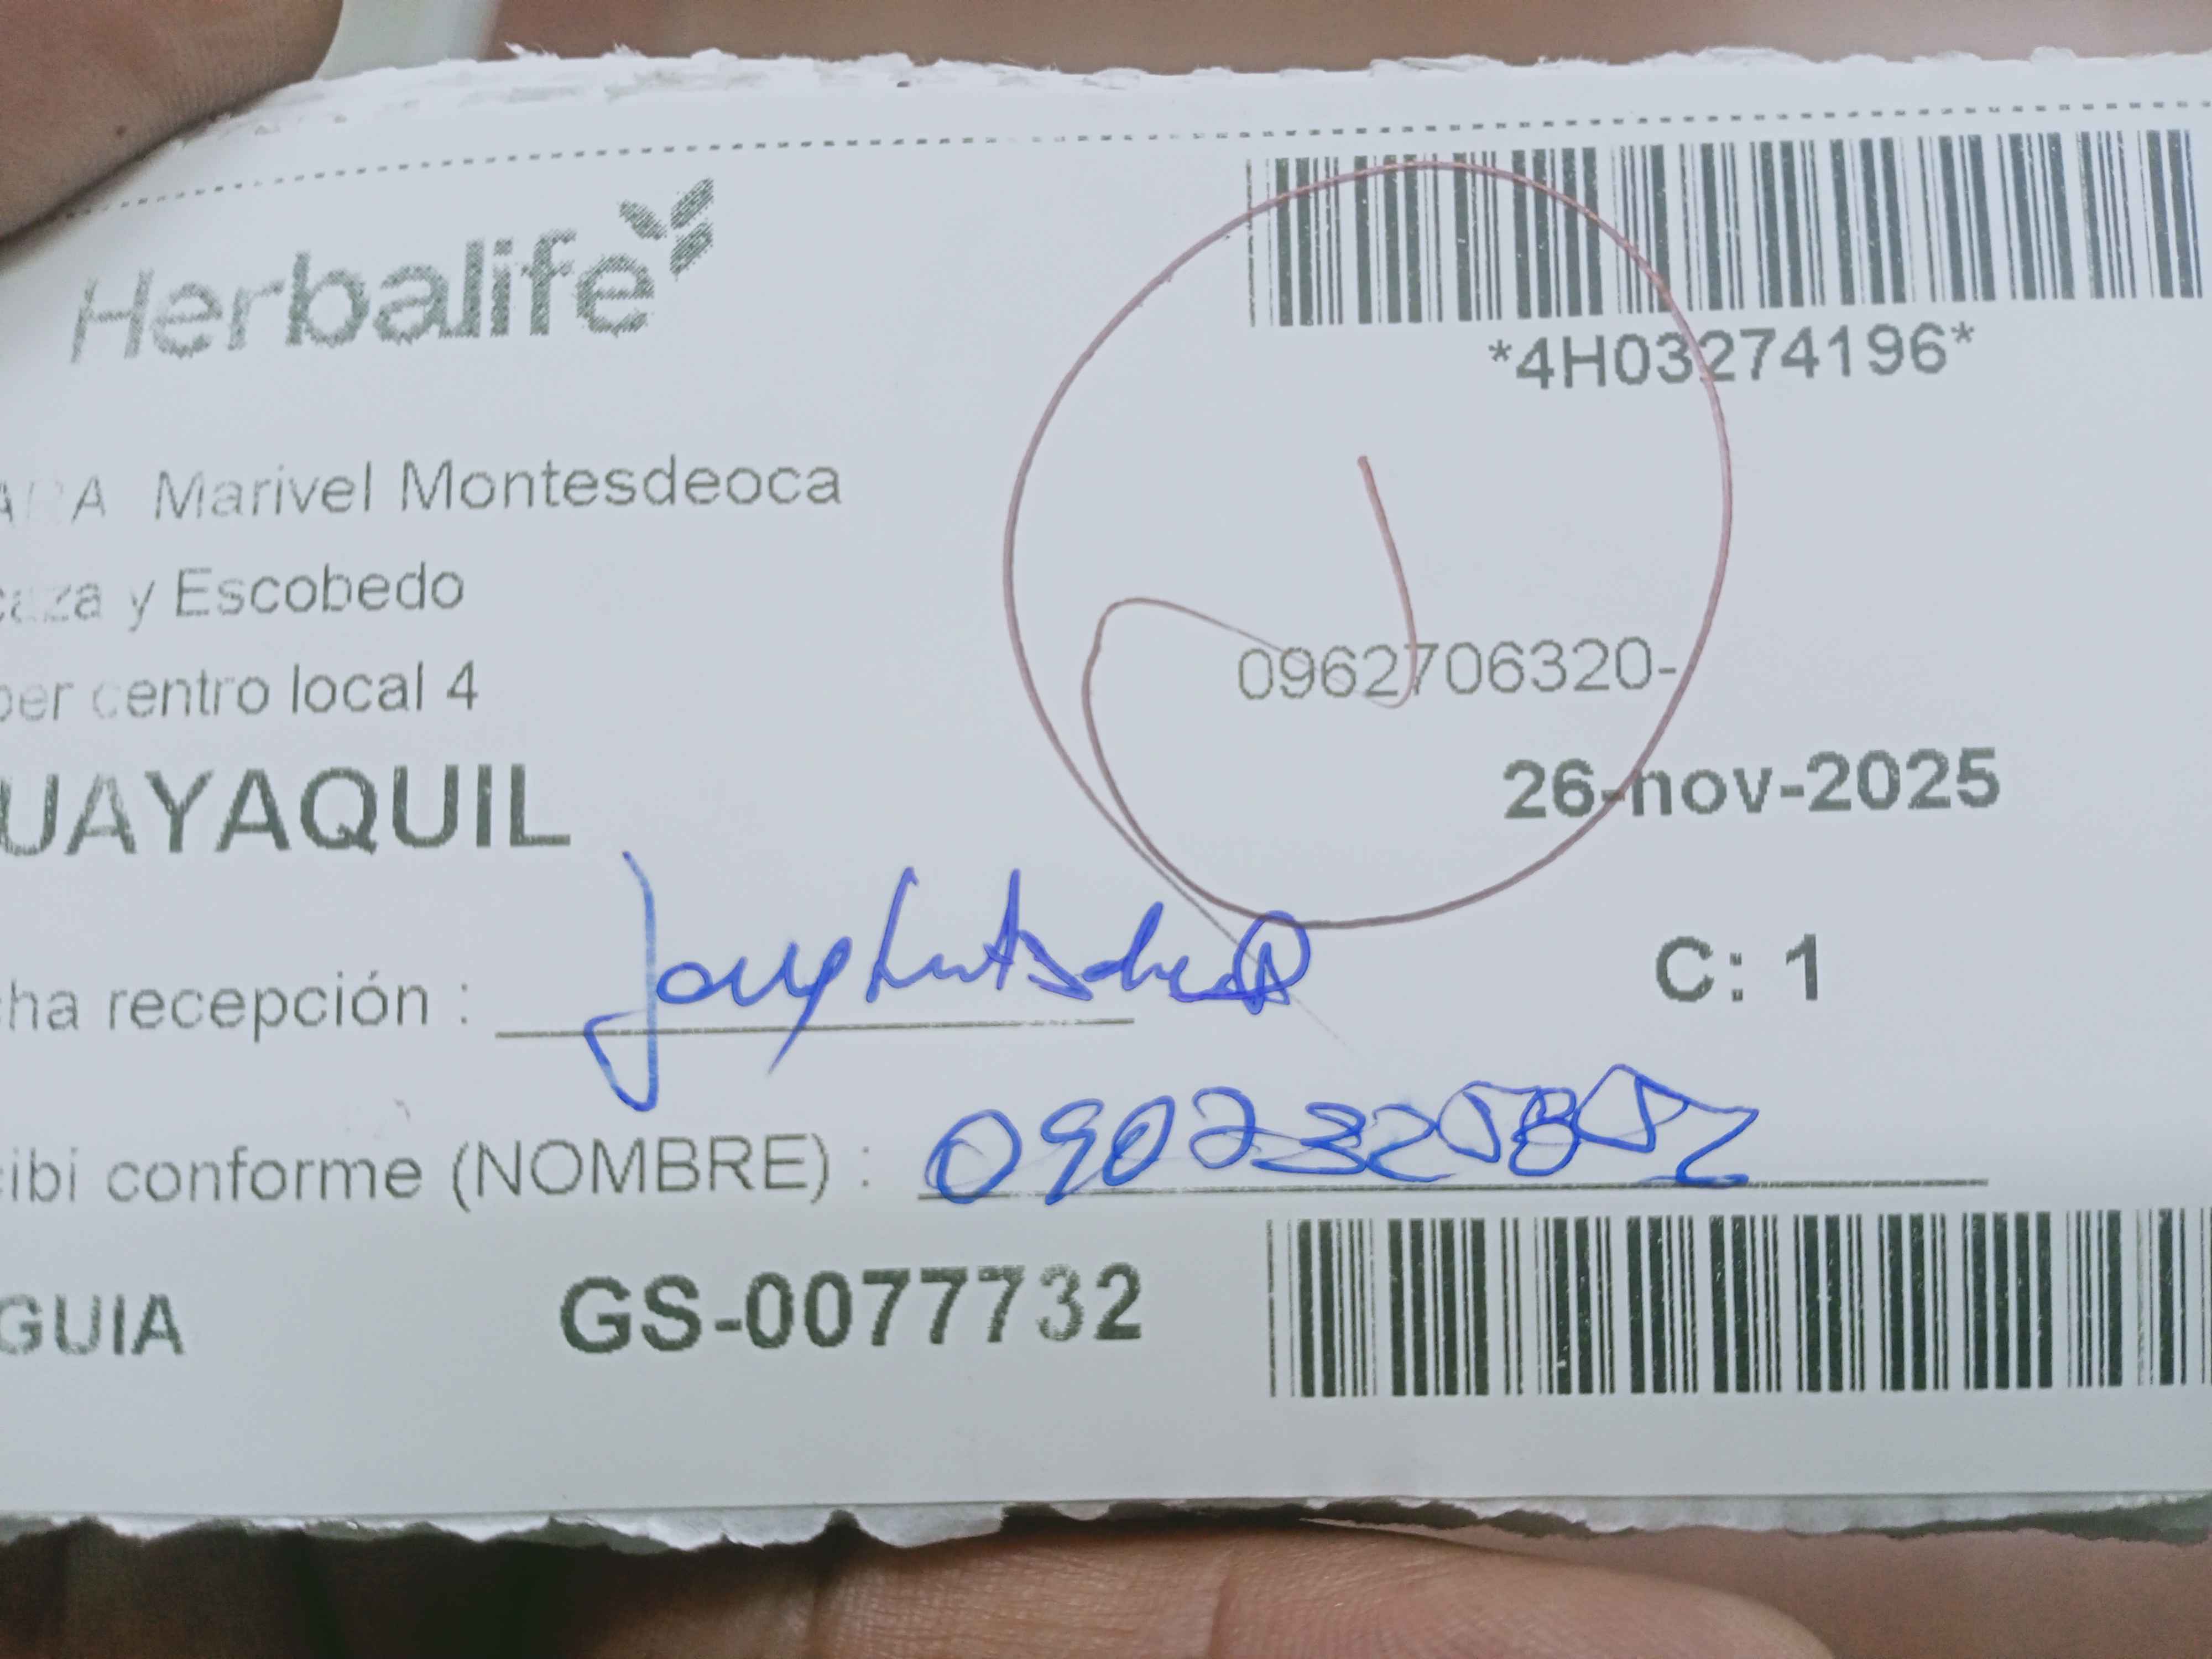 Herbalife
*4H03274196*
ARA Marivel Montesdeoca
caza y Escobedo
per centro local 4
0962706320-
UAYAQUIL
26-nov-2025
cha recepción :
C: 1
cibi conforme (NOMBRE) :
GUIA GS-0077732